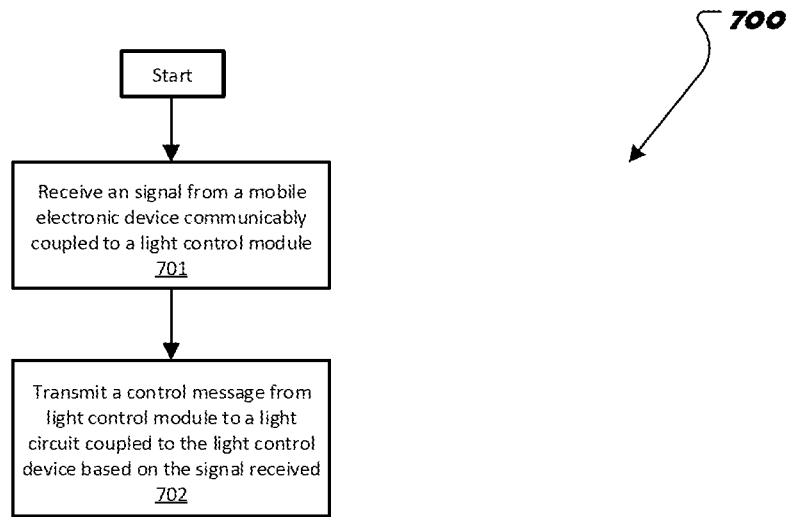 700
Start
Receive an signal from a mobile
electronic device communicably
coupled to a light control module
701
Transmit a control message from
light control module to a light
circuit coupled to the light control
device based on the signal received
702